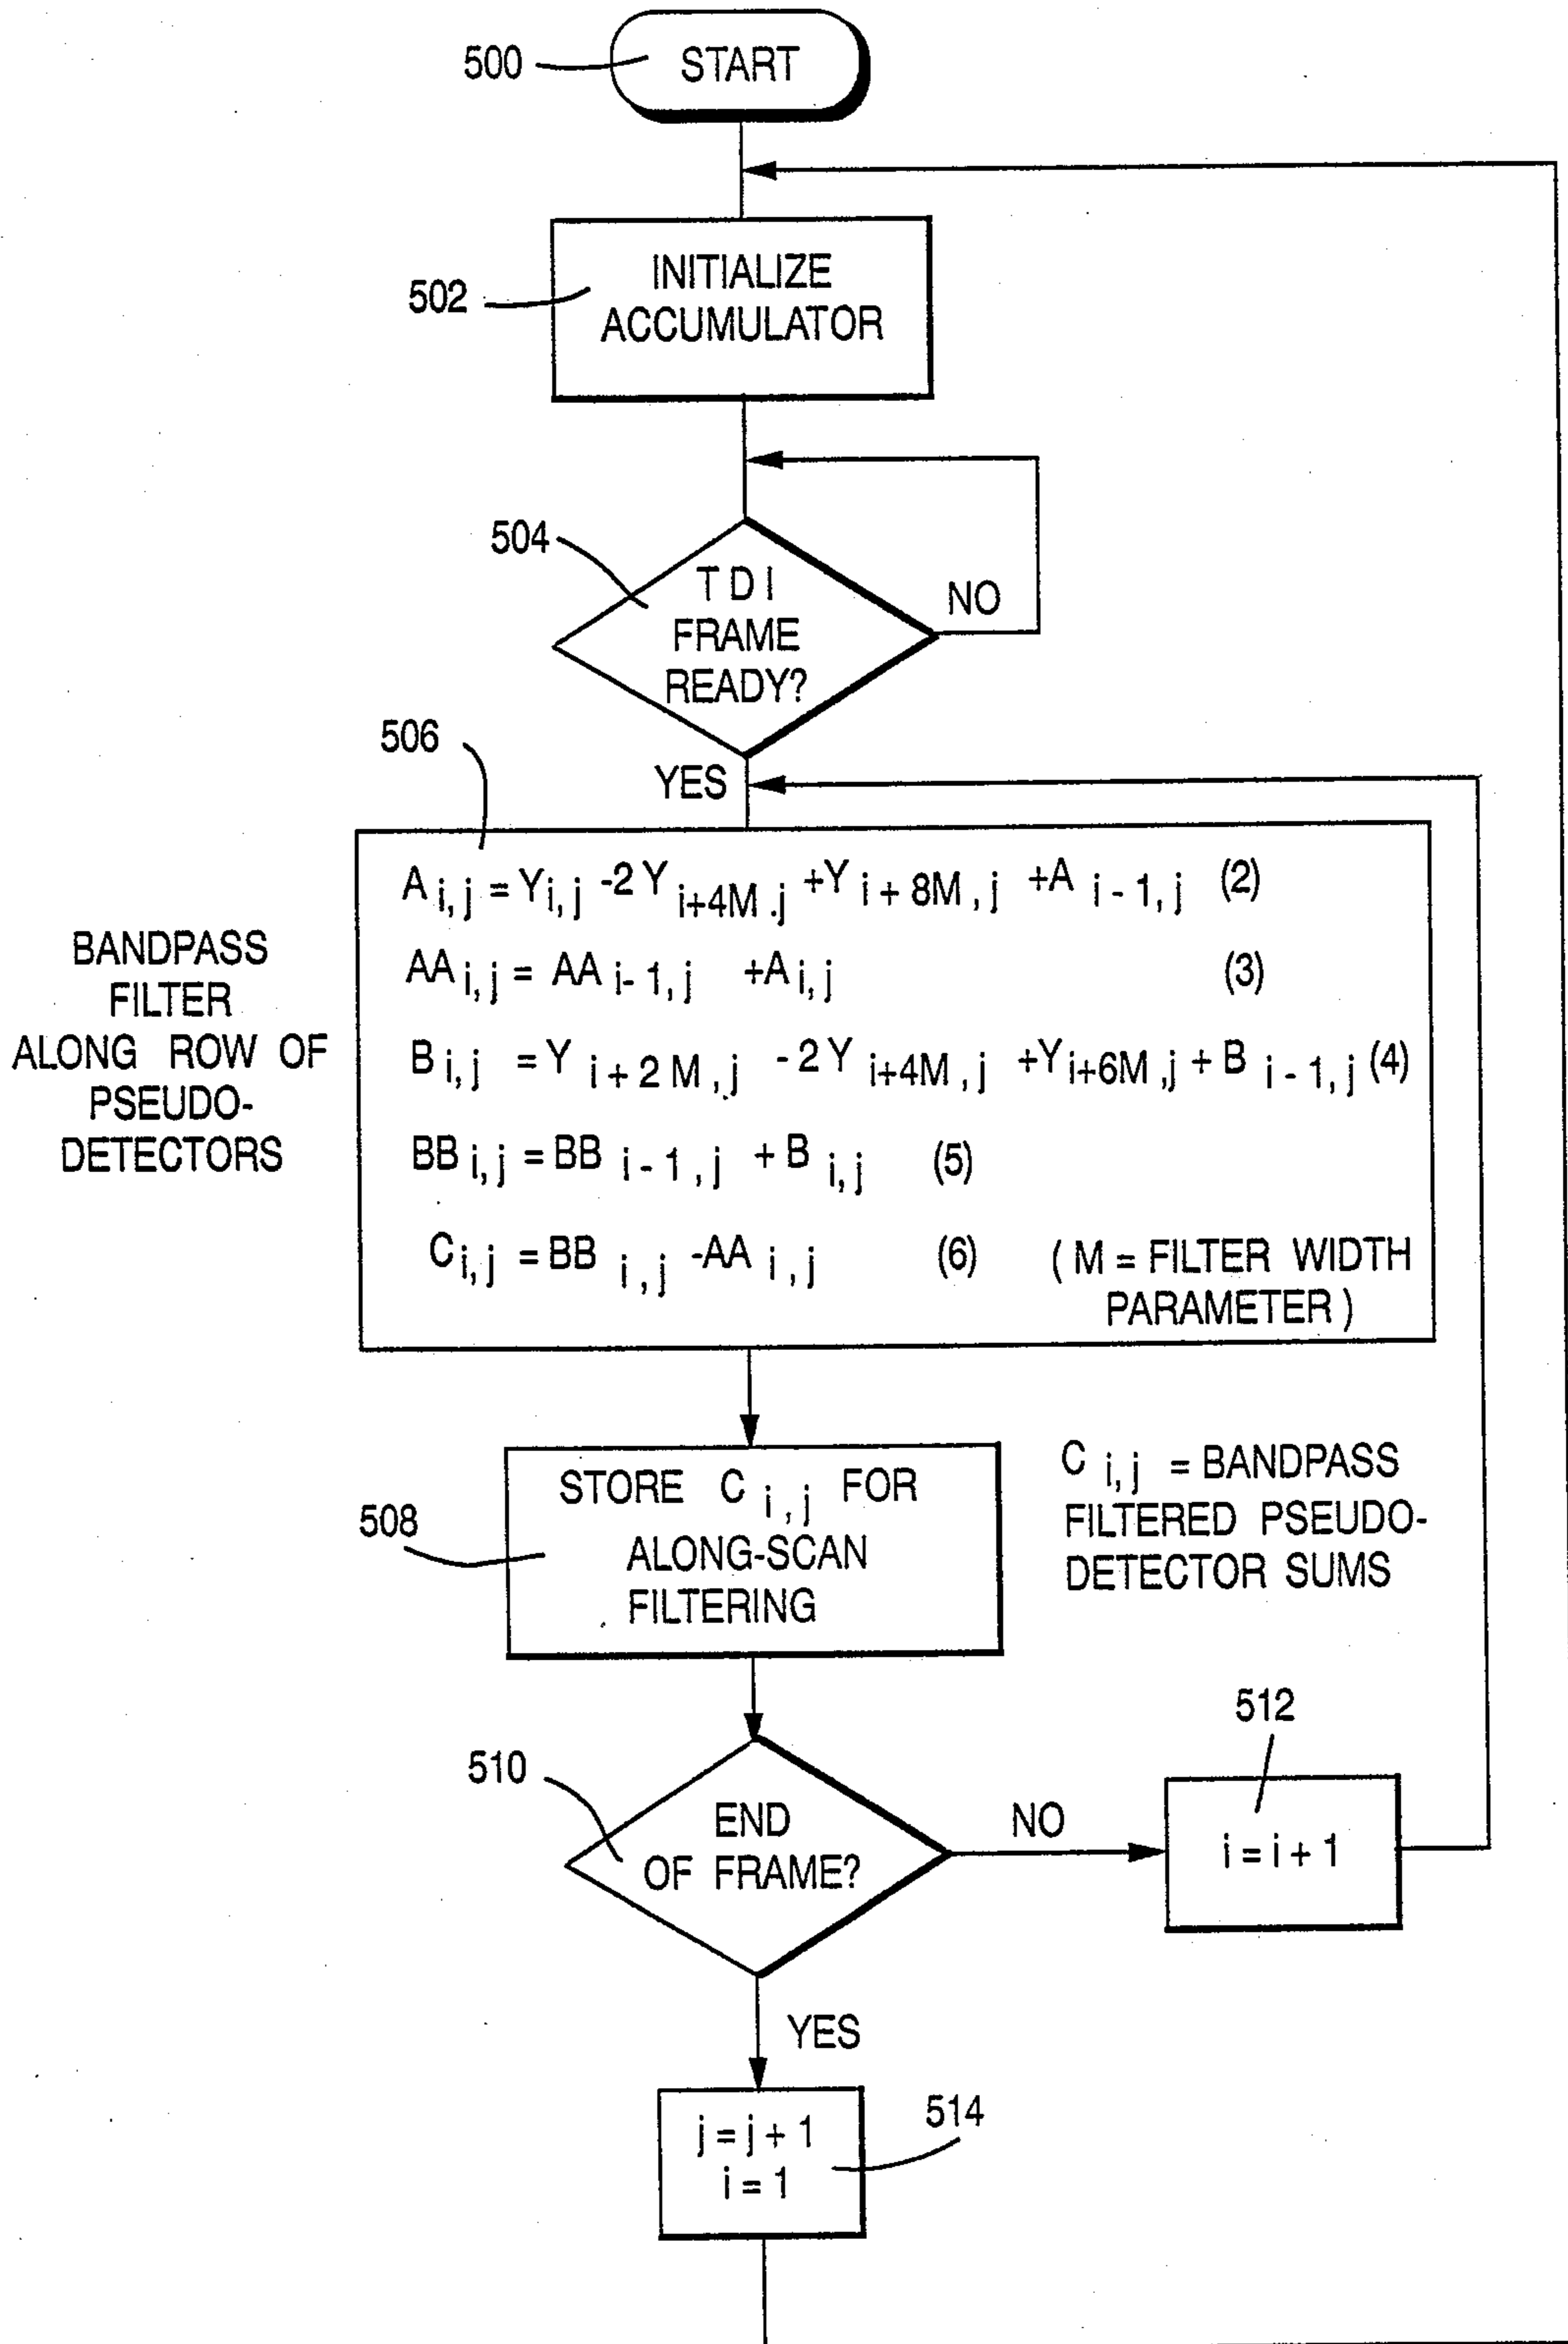 500
START
502
INITIALIZE
ACCUMULATOR
504
T D I
FRAME
READY?
NO
506
YES
BANDPASS
FILTER
ALONG ROW OF
PSEUDO-
DETECTORS
A i, j = Y i, j -2 Y i+4M .j +Y i + 8M , j +A i - 1, j (2)
AA i, j = AA i- 1, j +A i, j (3)
B i, j = Y i + 2 M , j - 2 Y i+4M , j +Y i+6M ,j + B i - 1, j (4)
BB i, j = BB i - 1 , j + B i, j (5)
C i, j = BB i , j -AA i , j (6) ( M = FILTER WIDTH
PARAMETER )
508
STORE C i , j FOR
ALONG-SCAN
FILTERING
C i, j = BANDPASS
FILTERED PSEUDO-
DETECTOR SUMS
510
END
OF FRAME?
NO
512
i = i + 1
YES
514
j = j + 1
i = 1